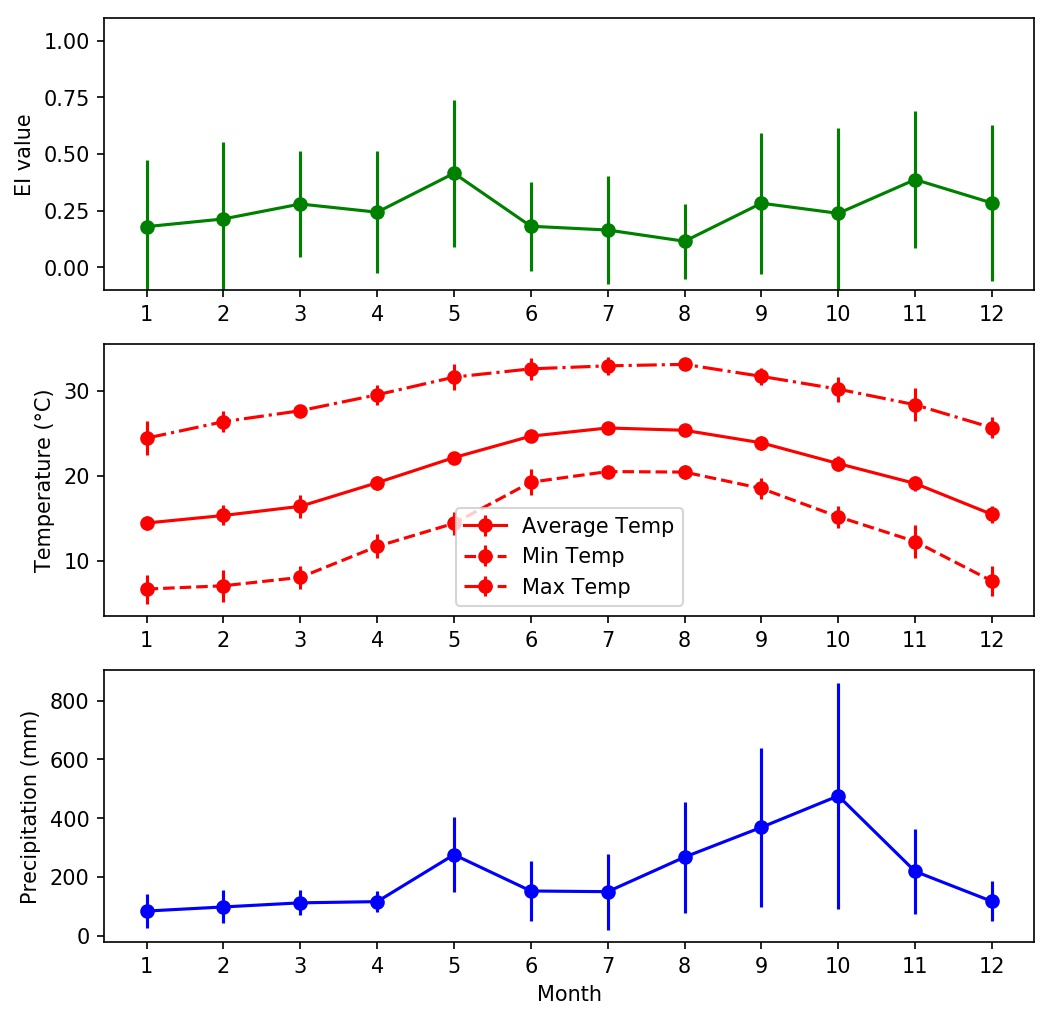 1.00
0.75
0.50
0.25
0.00
EI value
1 2 3 4 5 6 7 8 9 10 11 12
30
20
10
Temperature (°C)
Average Temp
Min Temp
Max Temp
1 2 3 4 5 6 7 8 9 10 11 12
800
600
400
200
0
Precipitation (mm)
1 2 3 4 5 6 7 8 9 10 11 12
Month